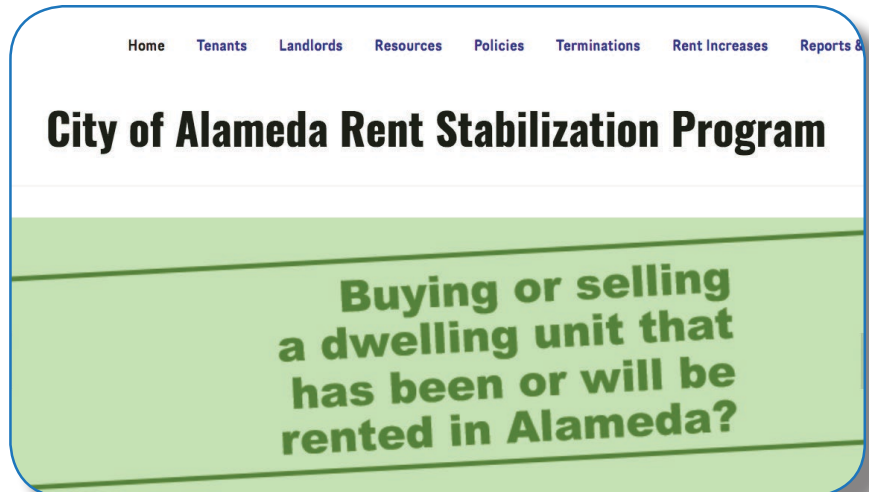 Home Tenants Landlords Resources Policies Terminations Rent Increases Reports &
City of Alameda Rent Stabilization Program
Buying or selling
a dwelling unit that
has been or will be
rented in Alameda?